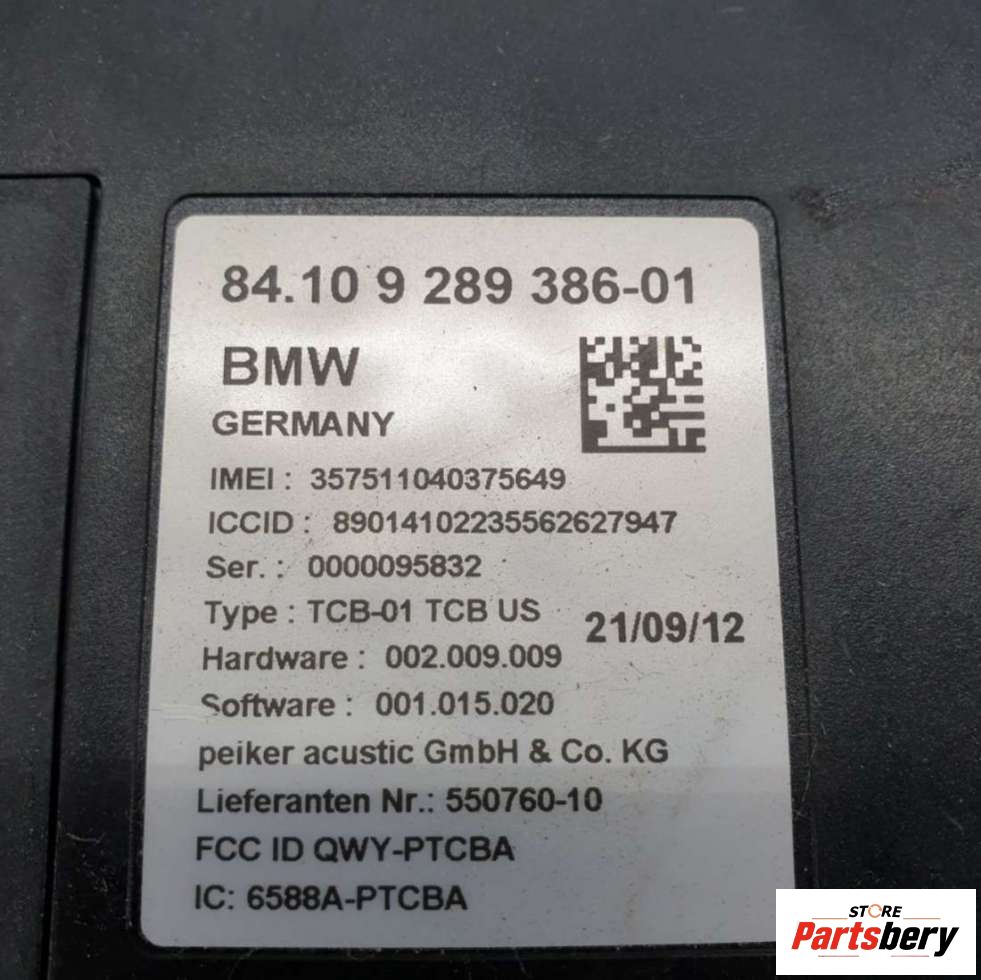 84.10 9 289 386-01
BMW
GERMANY
IMEI : 357511040375649
ICCID : 89014102235562627947
Ser. : 0000095832
Type : TCB-01 TCB US
21/09/12
Hardware : 002.009.009
Software : 001.015.020
peiker acustic GmbH & Co. KG
Lieferanten Nr.: 550760-10
FCC ID QWY-PTCBA
IC: 6588A-PTCBA
STORE
Partsbery